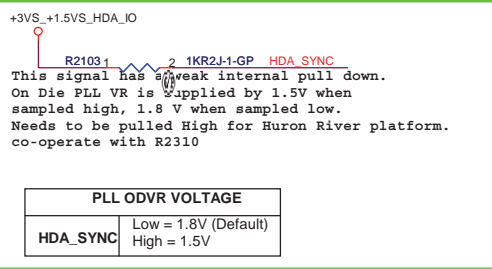 +3VS_+1.5VS_HDA_IO
R2103 1 2 1KR2J-1-GP HDA_SYNC
This signal has a weak internal pull down.
On Die PLL VR is supplied by 1.5V when
sampled high, 1.8 V when sampled low.
Needs to be pulled High for Huron River platform.
co-operate with R2310
PLL ODVR VOLTAGE
HDA_SYNC
Low = 1.8V (Default)
High = 1.5V